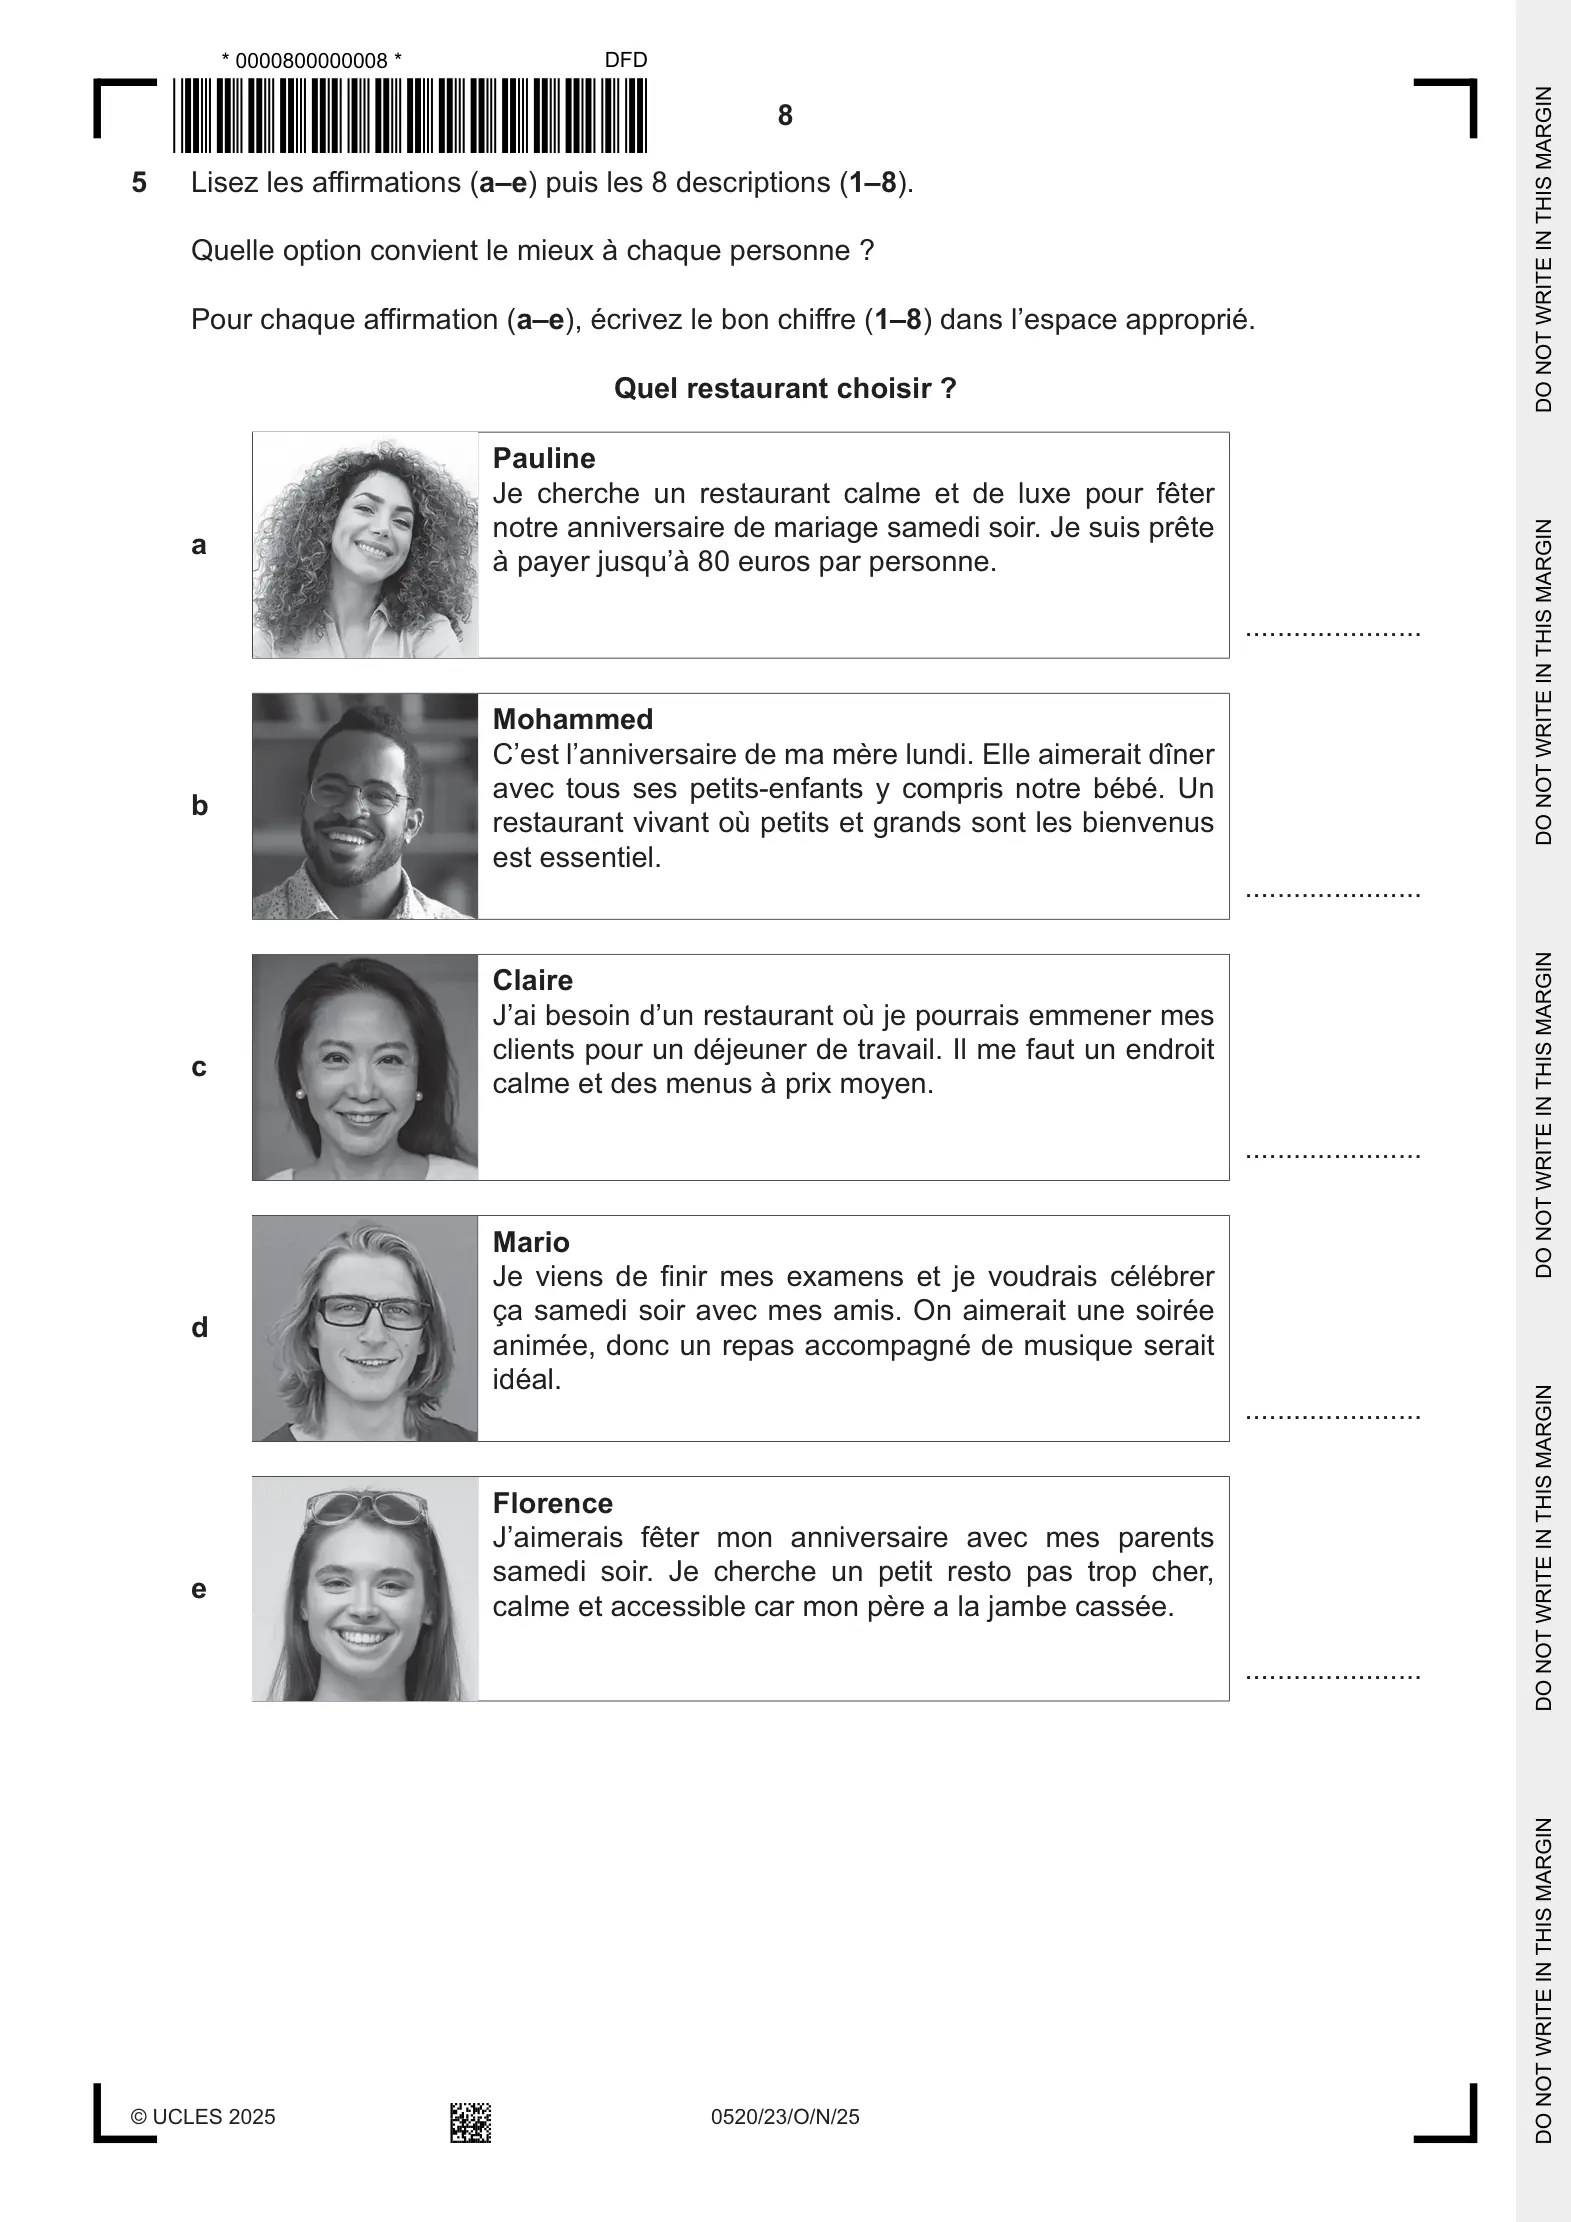 * 0000800000008 *
DFD
8
5 Lisez les affirmations (a–e) puis les 8 descriptions (1–8).
Quelle option convient le mieux à chaque personne ?
Pour chaque affirmation (a–e), écrivez le bon chiffre (1–8) dans l’espace approprié.
Quel restaurant choisir ?
a
Pauline
Je cherche un restaurant calme et de luxe pour fêter
notre anniversaire de mariage samedi soir. Je suis prête
à payer jusqu’à 80 euros par personne.
......................
b
Mohammed
C’est l’anniversaire de ma mère lundi. Elle aimerait dîner
avec tous ses petits-enfants y compris notre bébé. Un
restaurant vivant où petits et grands sont les bienvenus
est essentiel.
......................
c
Claire
J’ai besoin d’un restaurant où je pourrais emmener mes
clients pour un déjeuner de travail. Il me faut un endroit
calme et des menus à prix moyen.
......................
d
Mario
Je viens de finir mes examens et je voudrais célébrer
ça samedi soir avec mes amis. On aimerait une soirée
animée, donc un repas accompagné de musique serait
idéal.
......................
e
Florence
J’aimerais fêter mon anniversaire avec mes parents
samedi soir. Je cherche un petit resto pas trop cher,
calme et accessible car mon père a la jambe cassée.
......................
© UCLES 2025
0520/23/O/N/25
DO NOT WRITE IN THIS MARGIN
DO NOT WRITE IN THIS MARGIN
DO NOT WRITE IN THIS MARGIN
DO NOT WRITE IN THIS MARGIN
DO NOT WRITE IN THIS MARGIN